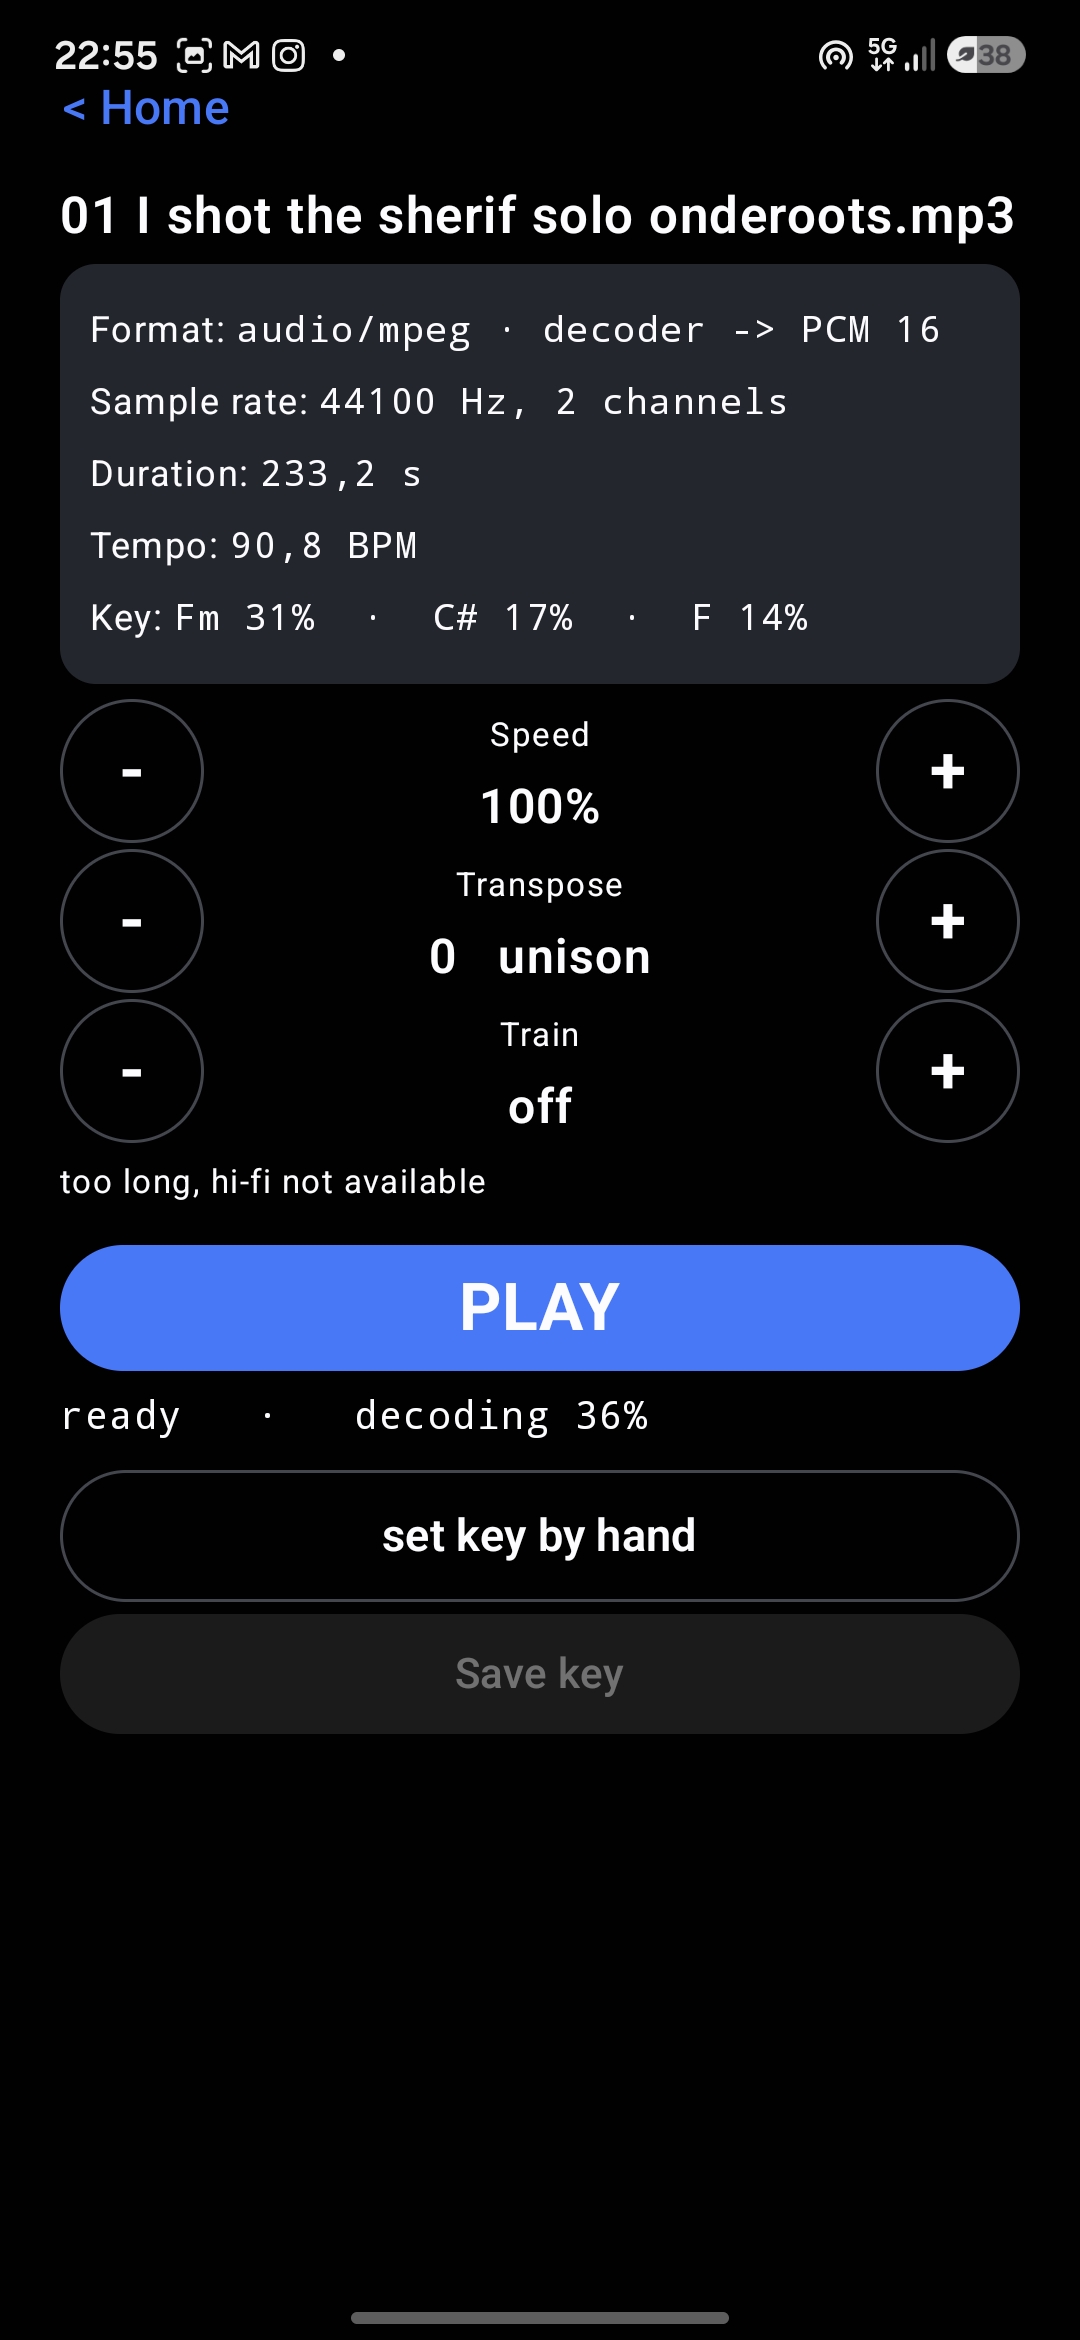 22:55 5G 38
< Home
01 I shot the sherif solo onderoots.mp3
Format: audio/mpeg · decoder -> PCM 16
Sample rate: 44100 Hz, 2 channels
Duration: 233,2 s
Tempo: 90,8 BPM
Key: Fm 31% · C# 17% · F 14%
Speed
- 100% +
Transpose
- 0 unison +
Train
- off +
too long, hi-fi not available
PLAY
ready · decoding 36%
set key by hand
Save key